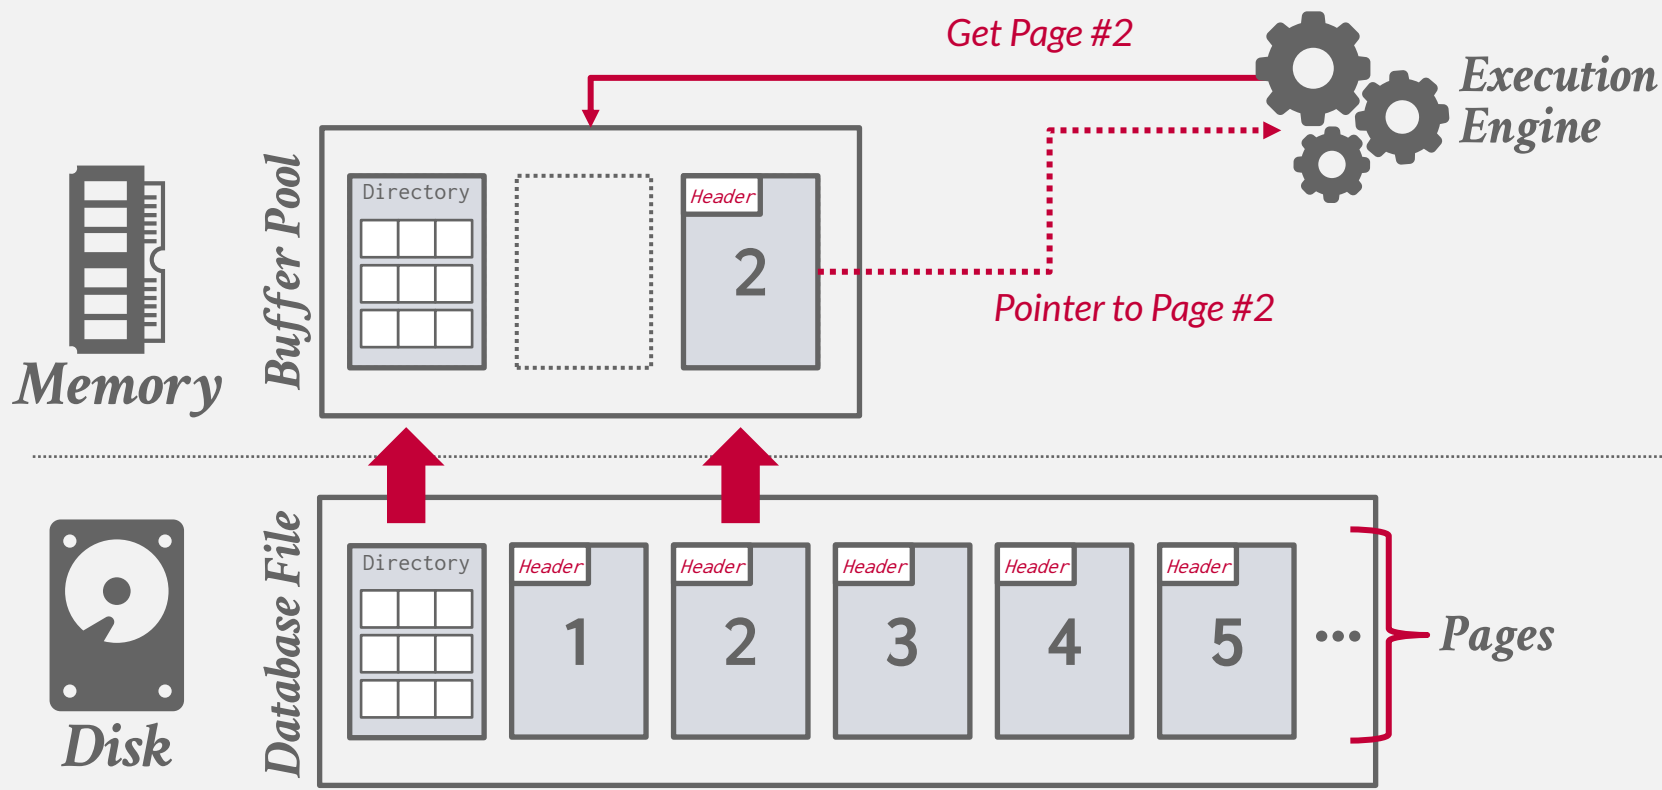 Get Page #2
Execution
Engine
Memory
Buffer Pool
Directory
Header
2
Pointer to Page #2
Disk
Database File
Directory
Header
1
Header
2
Header
3
Header
4
Header
5
...
Pages